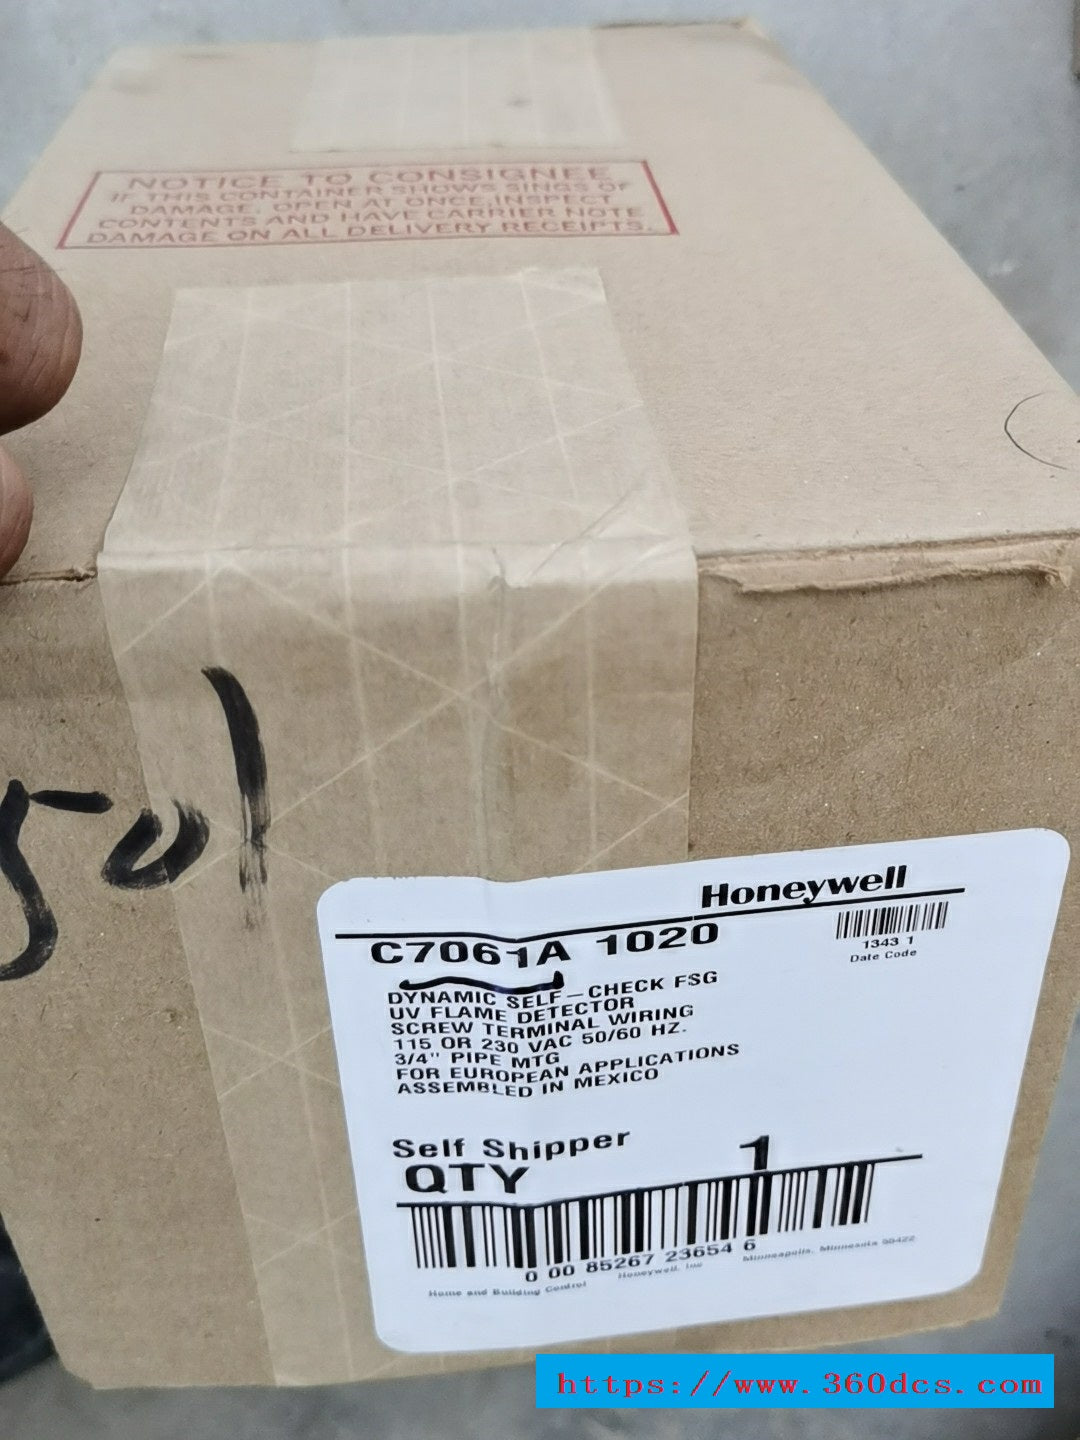 NOTICE TO CONSIGNEE
IF THIS CONTAINER SHOWS SINGS OF
DAMAGE, OPEN AT ONCE, INSPECT
CONTENTS AND HAVE CARRIER NOTE
DAMAGE ON ALL DELIVERY RECEIPTS.
501
Honeywell
C7061A 1020
1343 1
Date Code
DYNAMIC SELF-CHECK FSG
UV FLAME DETECTOR
SCREW TERMINAL WIRING
115 OR 230 VAC 50/60 HZ.
3/4" PIPE MTG
FOR EUROPEAN APPLICATIONS
ASSEMBLED IN MEXICO
Self Shipper
QTY 1
0 00 85267 23654 6
Home and Building Control Honeywell, Inc Minneapolis, Minnesota 55422
https://www.360dcs.com